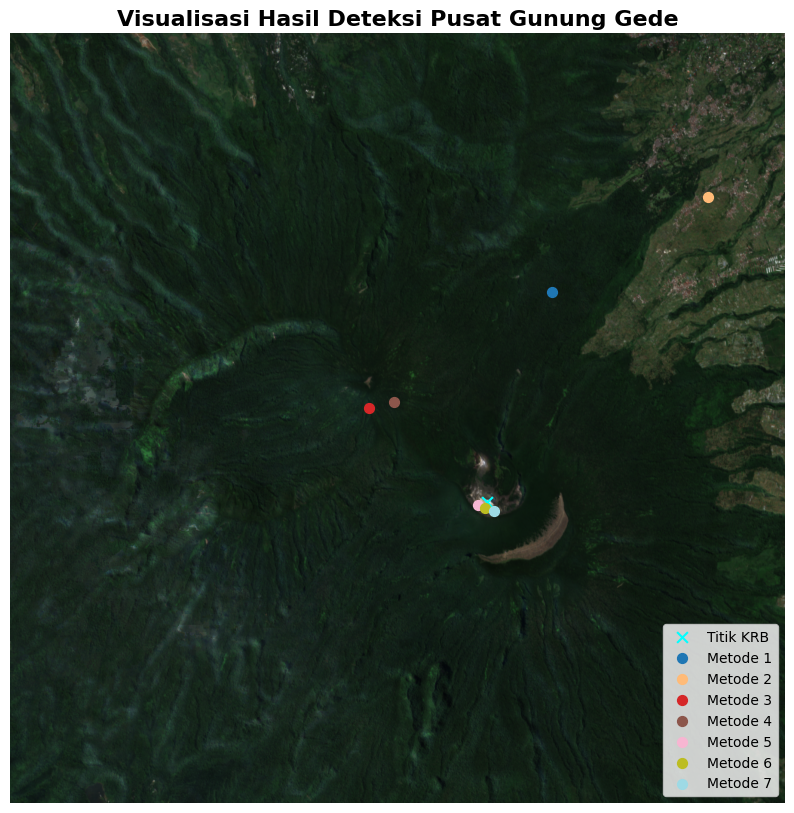 Visualisasi Hasil Deteksi Pusat Gunung Gede
Titik KRB
Metode 1
Metode 2
Metode 3
Metode 4
Metode 5
Metode 6
Metode 7